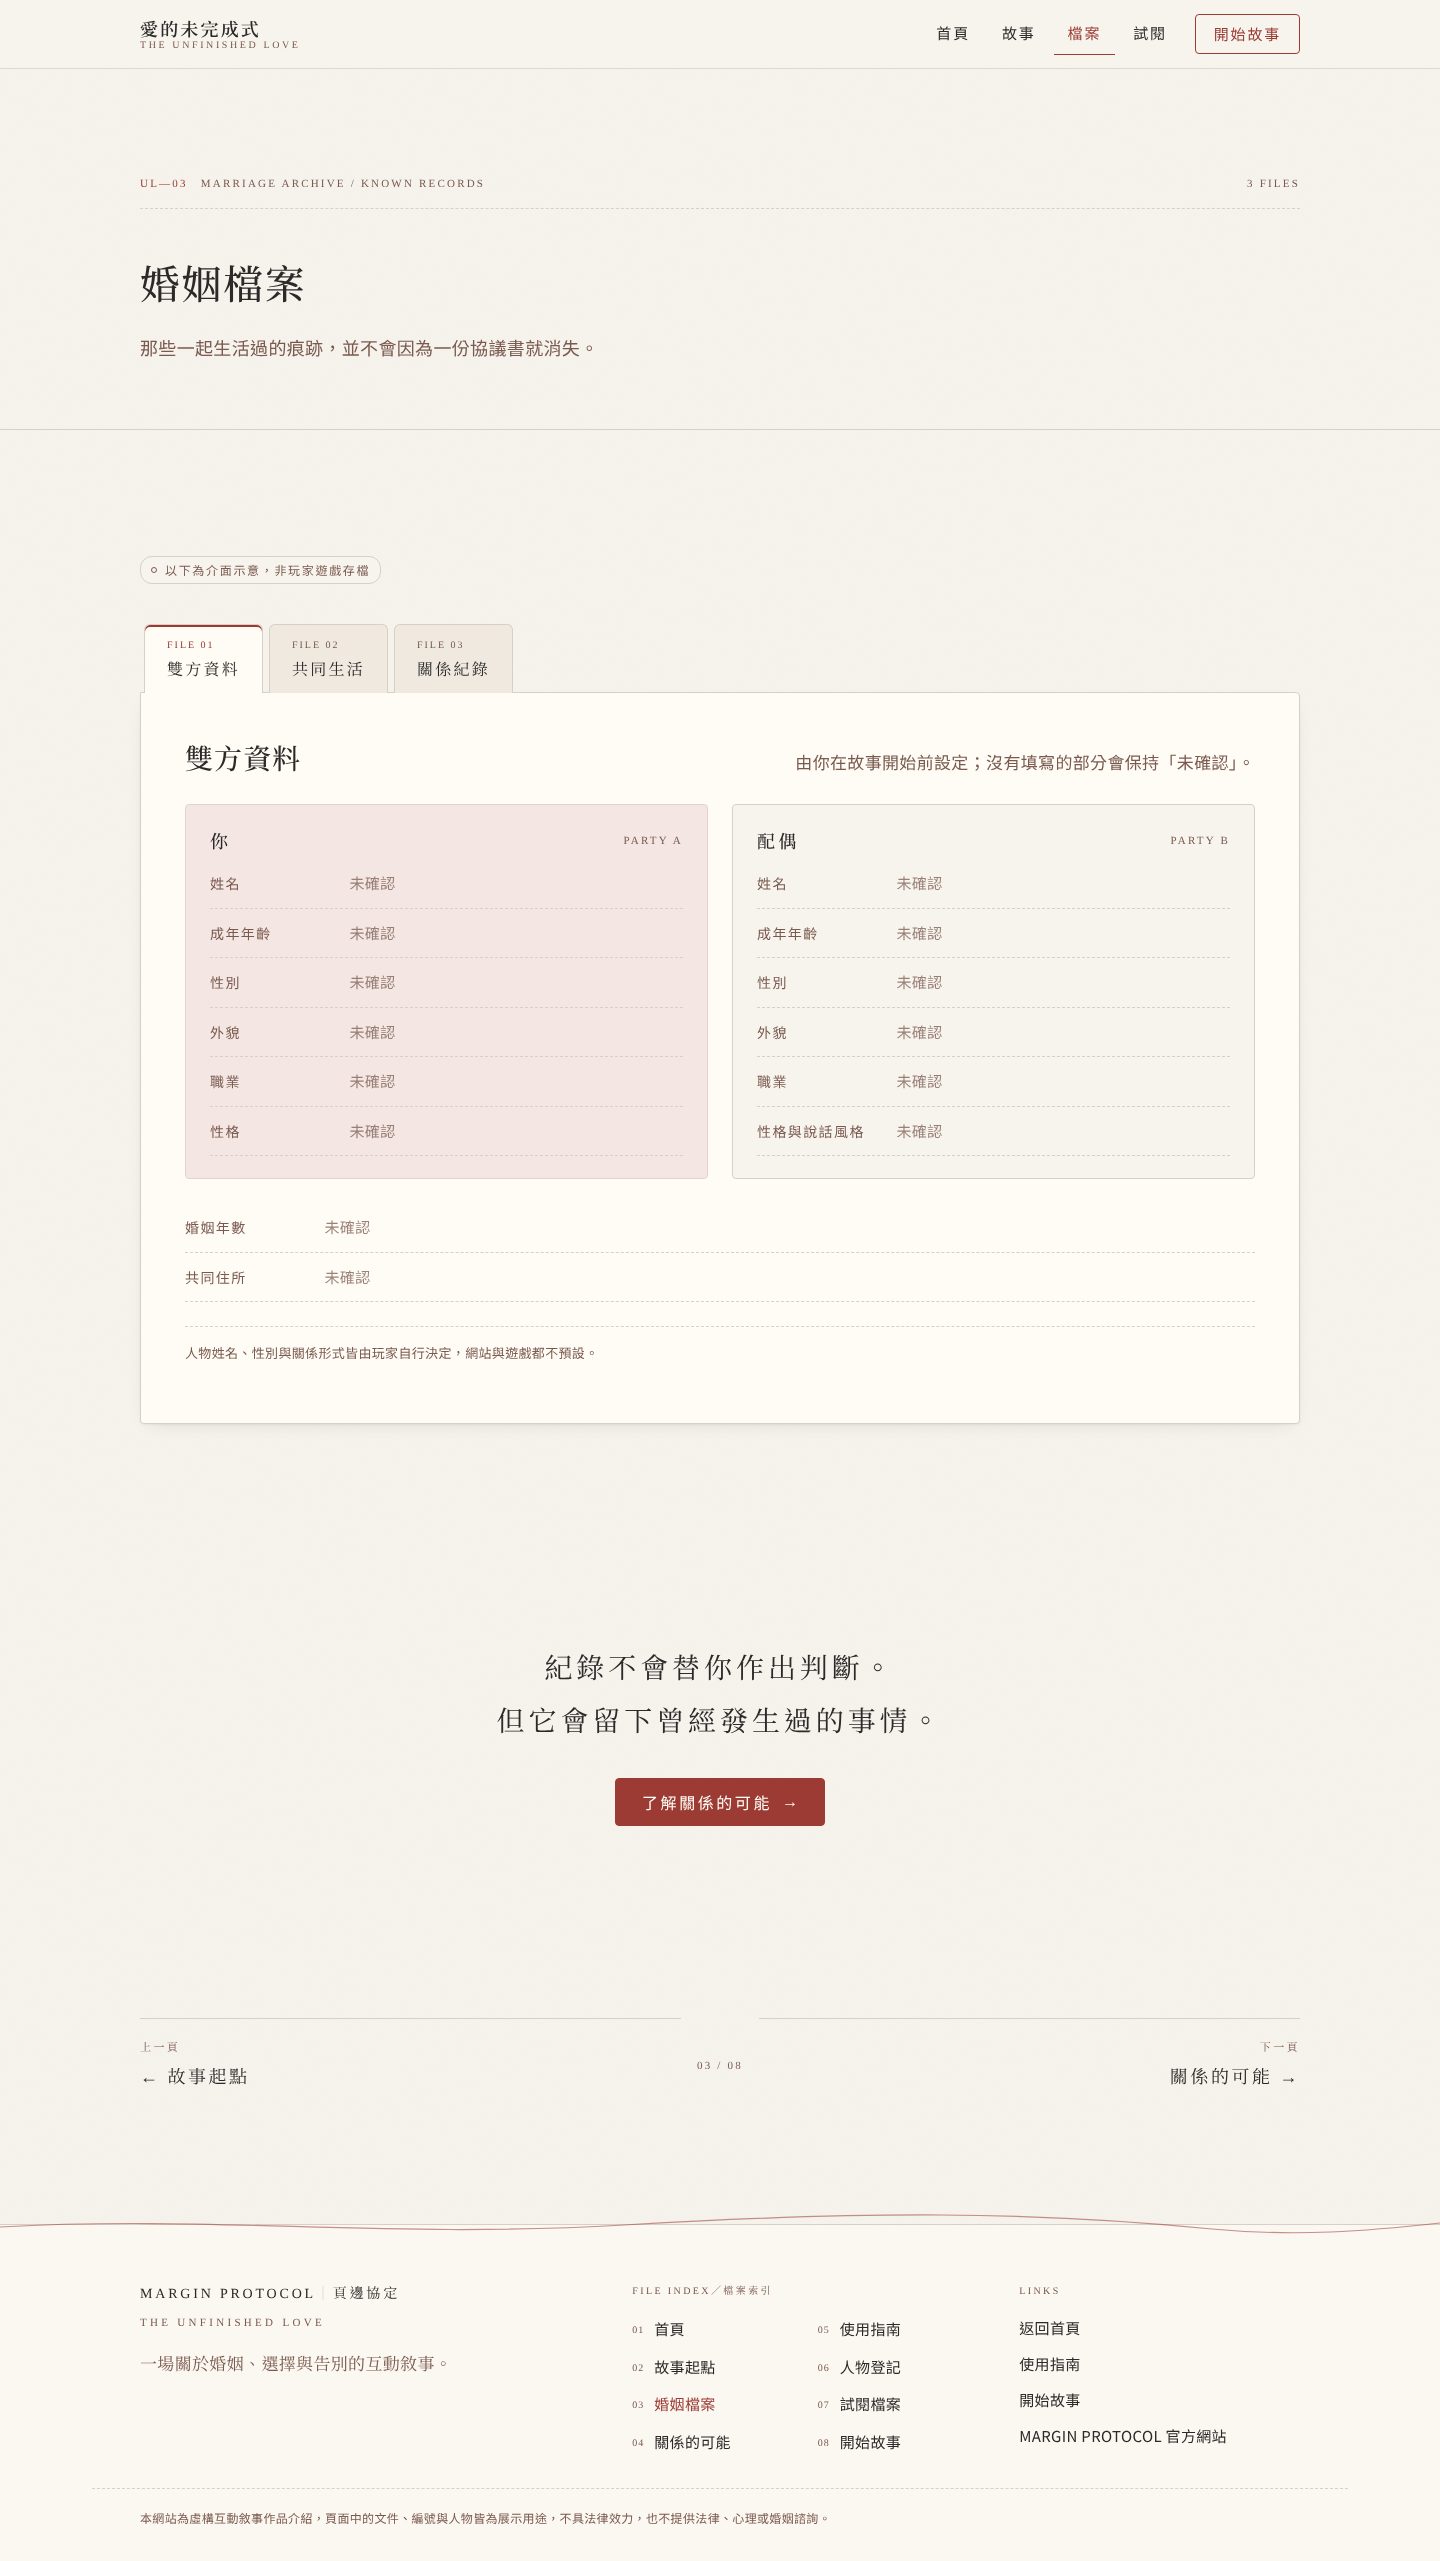 愛的未完成式
THE UNFINISHED LOVE
首頁 故事 檔案 試閱 開始故事
UL—03 MARRIAGE ARCHIVE / KNOWN RECORDS 3 FILES
婚姻檔案
那些一起生活過的痕跡，並不會因為一份協議書就消失。
以下為介面示意，非玩家遊戲存檔
FILE 01 FILE 02 FILE 03
雙方資料 共同生活 關係紀錄
雙方資料 由你在故事開始前設定；沒有填寫的部分會保持「未確認」。
你 PARTY A
姓名 未確認
成年年齡 未確認
性別 未確認
外貌 未確認
職業 未確認
性格 未確認
配偶 PARTY B
姓名 未確認
成年年齡 未確認
性別 未確認
外貌 未確認
職業 未確認
性格與說話風格 未確認
婚姻年數 未確認
共同住所 未確認
人物姓名、性別與關係形式皆由玩家自行決定，網站與遊戲都不預設。
紀錄不會替你作出判斷。
但它會留下曾經發生過的事情。
了解關係的可能 →
上一頁
← 故事起點
03 / 08
下一頁
關係的可能 →
MARGIN PROTOCOL 頁邊協定
THE UNFINISHED LOVE
一場關於婚姻、選擇與告別的互動敘事。
FILE INDEX／檔案索引
01 首頁
02 故事起點
03 婚姻檔案
04 關係的可能
05 使用指南
06 人物登記
07 試閱檔案
08 開始故事
LINKS
返回首頁
使用指南
開始故事
MARGIN PROTOCOL 官方網站
本網站為虛構互動敘事作品介紹，頁面中的文件、編號與人物皆為展示用途，不具法律效力，也不提供法律、心理或婚姻諮詢。